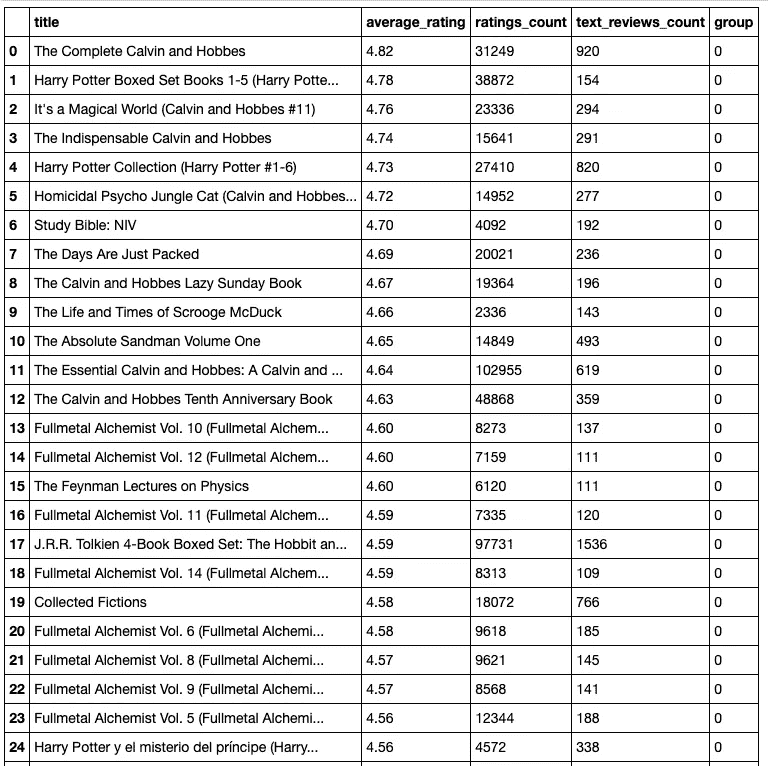 title average_rating ratings_count text_reviews_count group
0 The Complete Calvin and Hobbes 4.82 31249 920 0
1 Harry Potter Boxed Set Books 1-5 (Harry Potte... 4.78 38872 154 0
2 It's a Magical World (Calvin and Hobbes #11) 4.76 23336 294 0
3 The Indispensable Calvin and Hobbes 4.74 15641 291 0
4 Harry Potter Collection (Harry Potter #1-6) 4.73 27410 820 0
5 Homicidal Psycho Jungle Cat (Calvin and Hobbes... 4.72 14952 277 0
6 Study Bible: NIV 4.70 4092 192 0
7 The Days Are Just Packed 4.69 20021 236 0
8 The Calvin and Hobbes Lazy Sunday Book 4.67 19364 196 0
9 The Life and Times of Scrooge McDuck 4.66 2336 143 0
10 The Absolute Sandman Volume One 4.65 14849 493 0
11 The Essential Calvin and Hobbes: A Calvin and ... 4.64 102955 619 0
12 The Calvin and Hobbes Tenth Anniversary Book 4.63 48868 359 0
13 Fullmetal Alchemist Vol. 10 (Fullmetal Alchem... 4.60 8273 137 0
14 Fullmetal Alchemist Vol. 12 (Fullmetal Alchem... 4.60 7159 111 0
15 The Feynman Lectures on Physics 4.60 6120 111 0
16 Fullmetal Alchemist Vol. 11 (Fullmetal Alchem... 4.59 7335 120 0
17 J.R.R. Tolkien 4-Book Boxed Set: The Hobbit an... 4.59 97731 1536 0
18 Fullmetal Alchemist Vol. 14 (Fullmetal Alchem... 4.59 8313 109 0
19 Collected Fictions 4.58 18072 766 0
20 Fullmetal Alchemist Vol. 6 (Fullmetal Alchemi... 4.58 9618 185 0
21 Fullmetal Alchemist Vol. 8 (Fullmetal Alchemi... 4.57 9621 145 0
22 Fullmetal Alchemist Vol. 9 (Fullmetal Alchemi... 4.57 8568 141 0
23 Fullmetal Alchemist Vol. 5 (Fullmetal Alchemi... 4.56 12344 188 0
24 Harry Potter y el misterio del príncipe (Harry... 4.56 4572 338 0